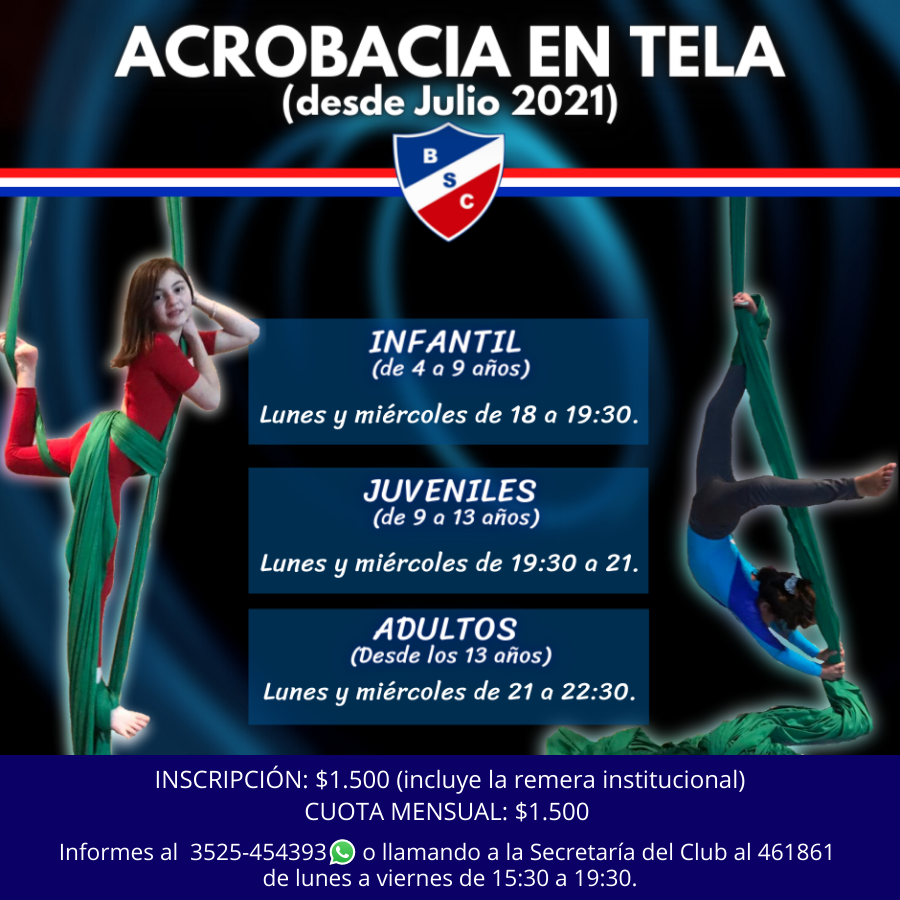 ACROBACIA EN TELA
(desde Julio 2021)
B
S
C
INFANTIL
(de 4 a 9 años)
Lunes y miércoles de 18 a 19:30.
JUVENILES
(de 9 a 13 años)
Lunes y miércoles de 19:30 a 21.
ADULTOS
(Desde los 13 años)
Lunes y miércoles de 21 a 22:30.
INSCRIPCIÓN: $1.500 (incluye la remera institucional)
CUOTA MENSUAL: $1.500
Informes al 3525-454393 o llamando a la Secretaría del Club al 461861
de lunes a viernes de 15:30 a 19:30.